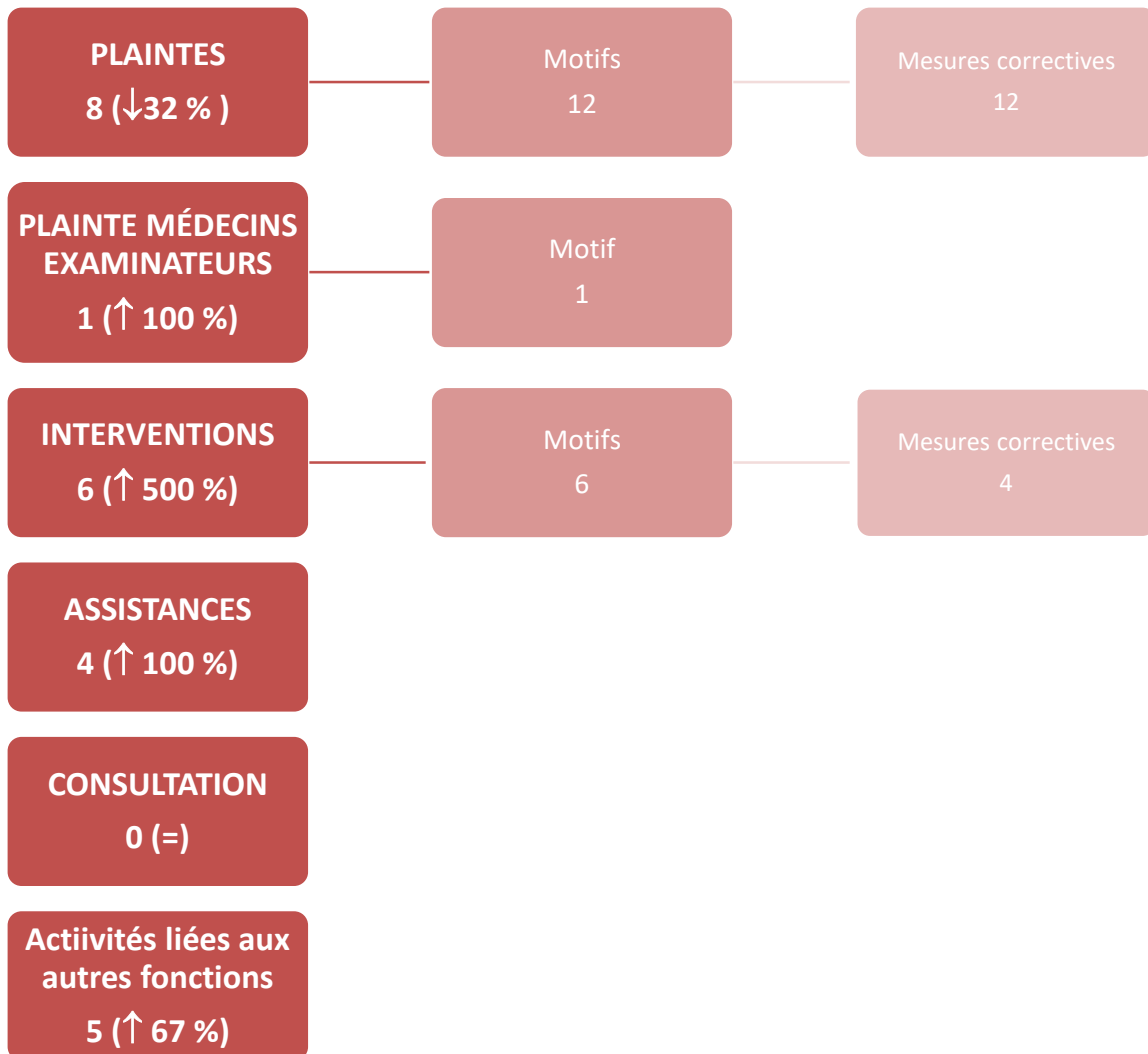 PLAINTES
8 (↓32 % )
Motifs
12
Mesures correctives
12
PLAINTE MÉDECINS
EXAMINATEURS
1 (↑ 100 %)
Motif
1
INTERVENTIONS
6 (↑ 500 %)
Motifs
6
Mesures correctives
4
ASSISTANCES
4 (↑ 100 %)
CONSULTATION
0 (=)
Actiivités liées aux
autres fonctions
5 (↑ 67 %)